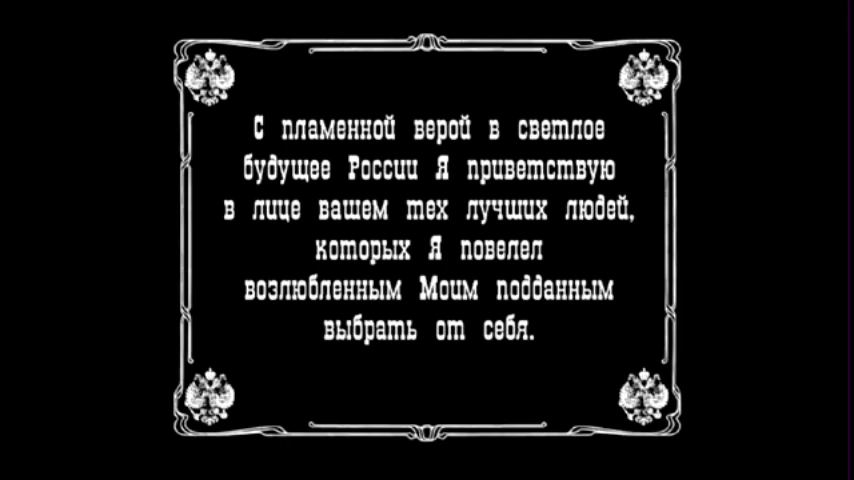 С пламенной верой в светлое
будущее России Я приветствую
в лице вашем тех лучших людей,
которых Я повелел
возлюбленным Моим подданным
выбрать от себя.